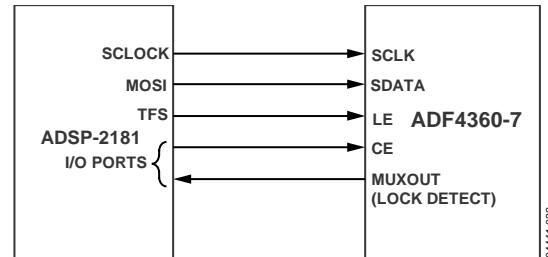 SCLOCK
MOSI
TFS
ADSP-2181
I/O PORTS
SCLK
SDATA
LE
ADF4360-7
CE
MUXOUT
(LOCK DETECT)